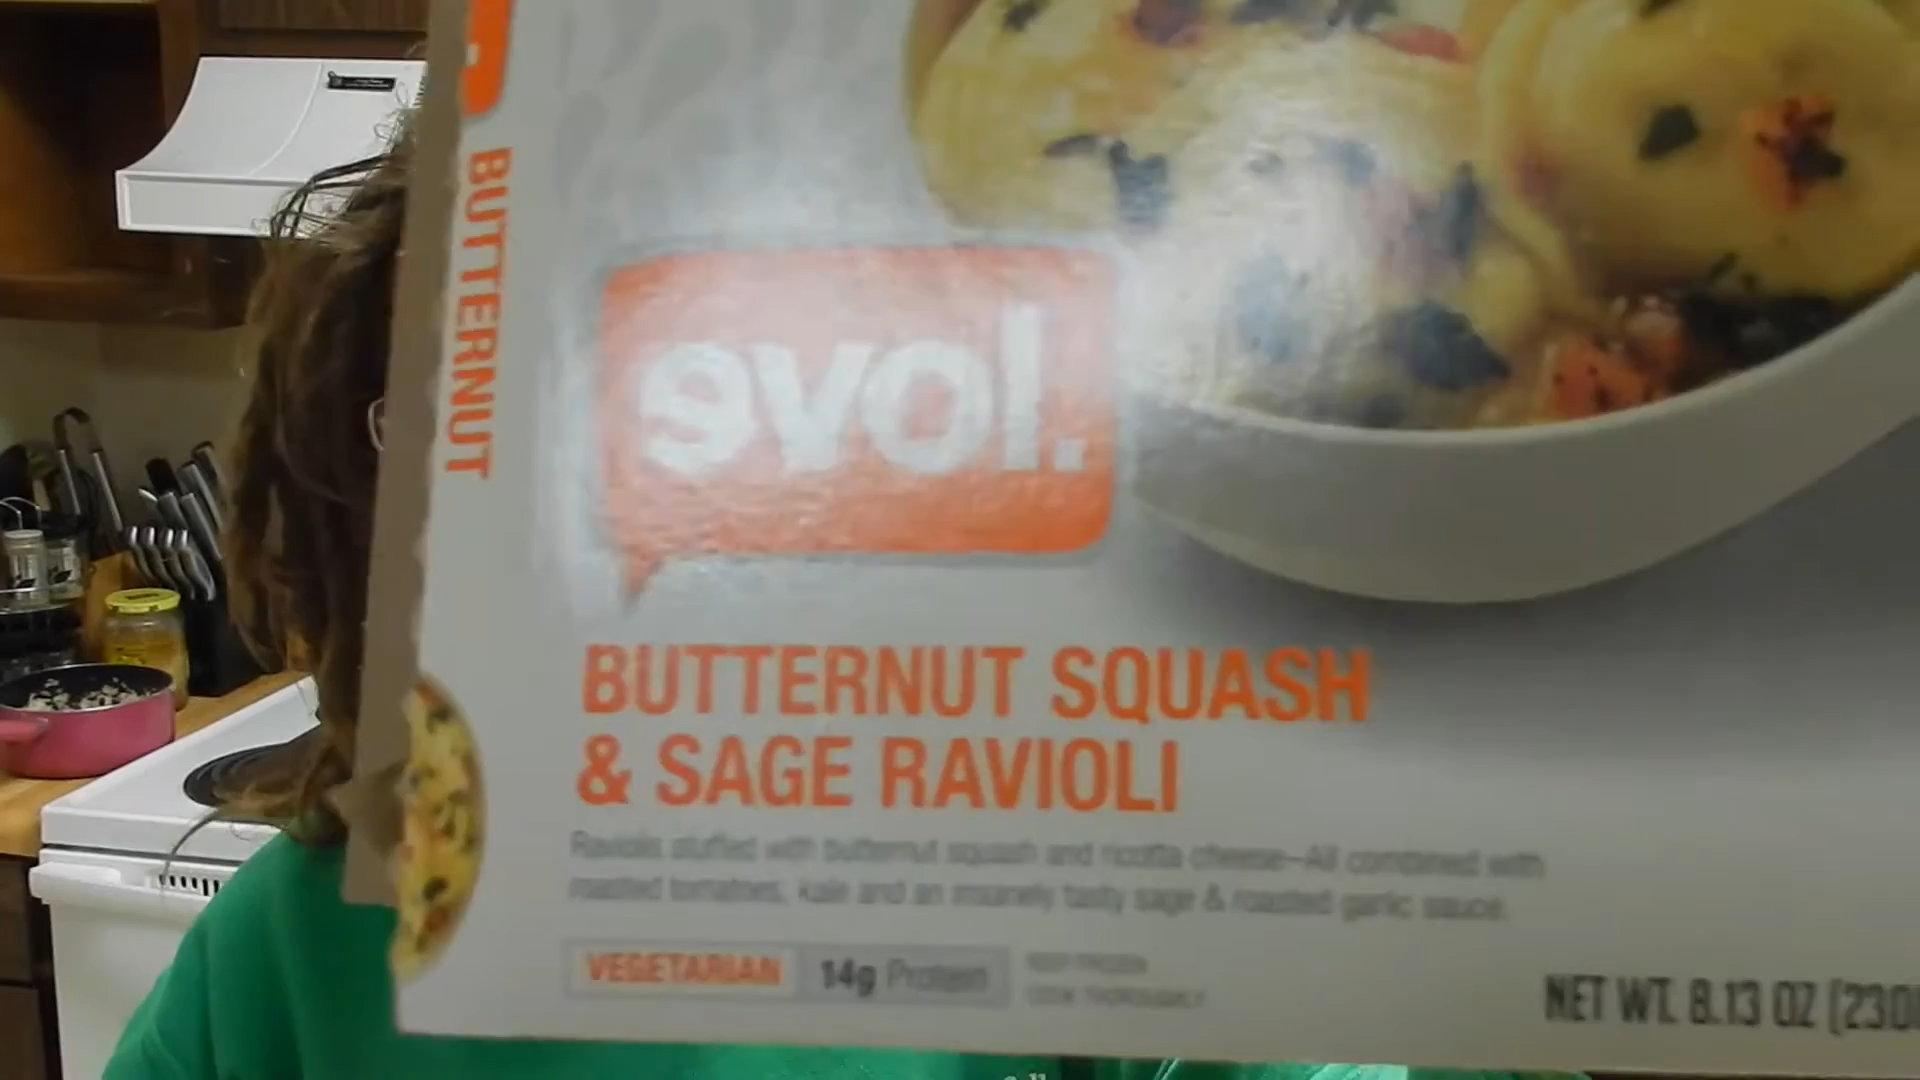 BUTTERNUT
evol.
BUTTERNUT SQUASH
& SAGE RAVIOLI
Raviolis stuffed with butternut squash and ricotta cheese—All combined with
roasted tomatoes, kale and an insanely tasty sage & roasted garlic sauce.
VEGETARIAN 14g Protein
KEEP FROZEN
COOK THOROUGHLY
NET WT. 8.13 OZ (230